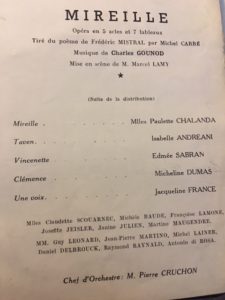 MIREILLE
Opéra en 5 actes et 7 tableaux
Tiré du poème de Frédéric MISTRAL par Michel CARRÉ
Musique de Charles GOUNOD
Mise en scène de M. Marcel LAMY
★
(Suite de la distribution)
Mireille . . . . Mlles Paulette CHALANDA
Taven . . . . Isabelle ANDREANI
Vincenette . . . . Edmée SABRAN
Clémence . . . . Micheline DUMAS
Une voix . . . . Jacqueline FRANCE
Mlles Claudette SCOUARNEC, Michèle BAUDE, Françoise LAMONE,
Josette JEISLER, Janine JULIEN, Martine MAUGENDRE.
MM. Guy LEONARD, Jean-Pierre MARTINO, Michel LAINER,
Daniel DELBROUCK, Raymond RAYNALD, Antonio di ROSA.
Chef d'Orchestre : M. Pierre CRUCHON